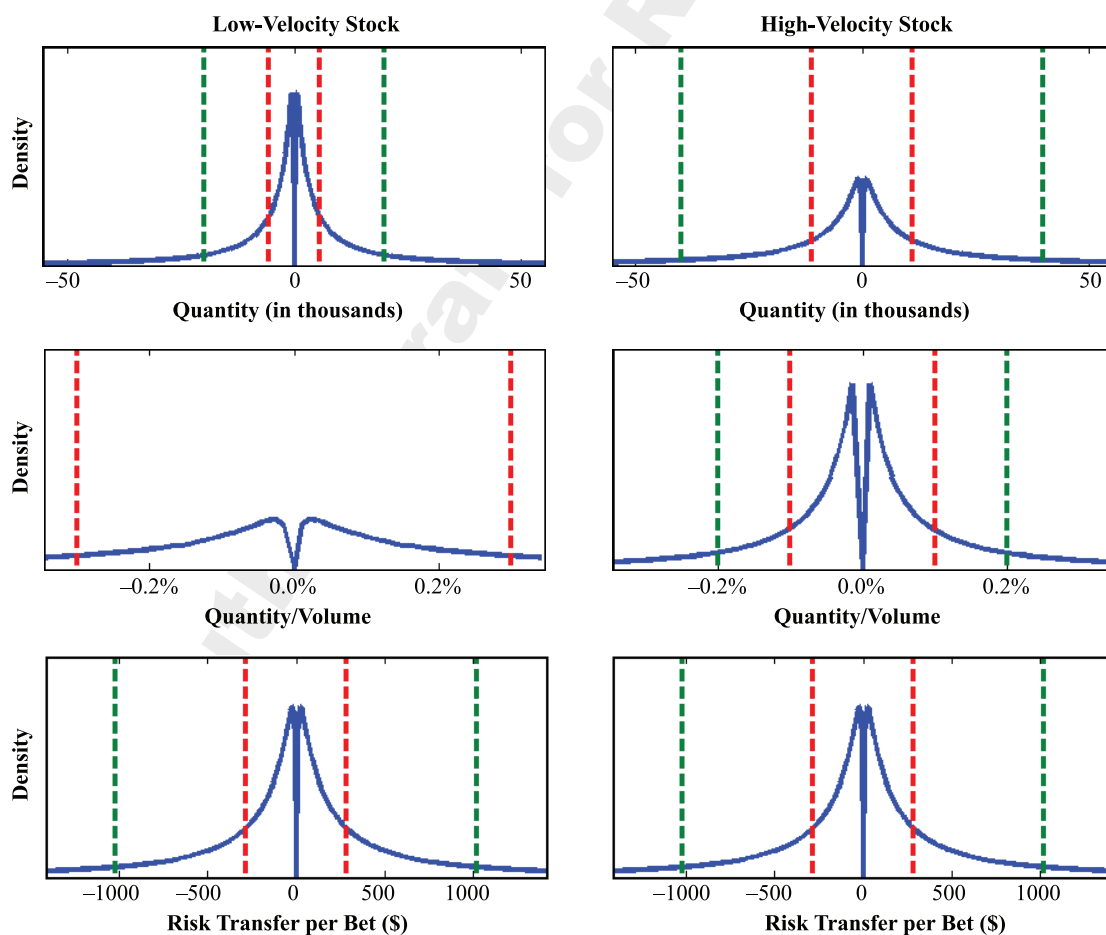 Low-Velocity Stock
High-Velocity Stock
Density
–50 0 50
–50 0 50
Quantity (in thousands)
Quantity (in thousands)
Density
–0.2% 0.0% 0.2%
–0.2% 0.0% 0.2%
Quantity/Volume
Quantity/Volume
Density
–1000 –500 0 500 1000
–1000 –500 0 500 1000
Risk Transfer per Bet ($)
Risk Transfer per Bet ($)
for